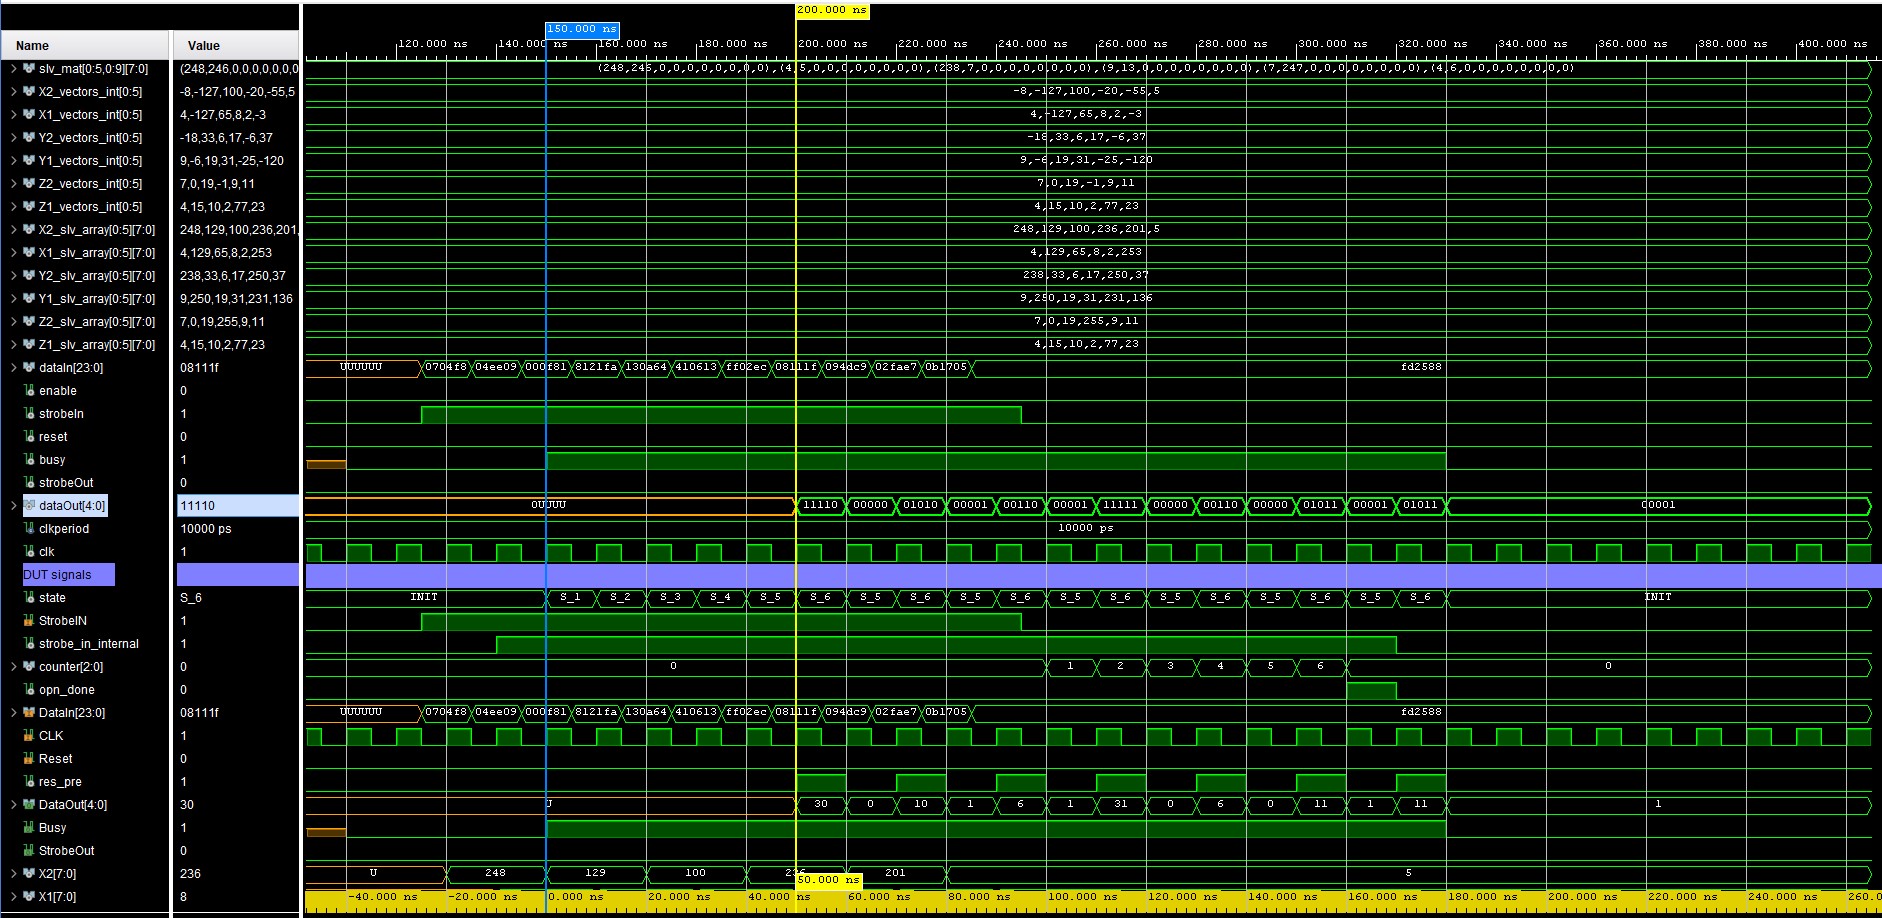 200.000 ns
150.000 ns
Name Value
120.000 ns 140.000 ns 160.000 ns 180.000 ns 200.000 ns 220.000 ns 240.000 ns 260.000 ns 280.000 ns 300.000 ns 320.000 ns 340.000 ns 360.000 ns 380.000 ns 400.000 ns
slv_mat[0:5,0:9][7:0] (248,246,0,0,0,0,0,0 (248,246,0,0,0,0,0,0,0,0),(4,5,0,0,0,0,0,0,0,0),(238,7,0,0,0,0,0,0,0,0),(9,13,0,0,0,0,0,0,0,0),(7,247,0,0,0,0,0,0,0,0),(4,6,0,0,0,0,0,0,0,0)
X2_vectors_int[0:5] -8,-127,100,-20,-55,5 -8,-127,100,-20,-55,5
X1_vectors_int[0:5] 4,-127,65,8,2,-3 4,-127,65,8,2,-3
Y2_vectors_int[0:5] -18,33,6,17,-6,37 -18,33,6,17,-6,37
Y1_vectors_int[0:5] 9,-6,19,31,-25,-120 9,-6,19,31,-25,-120
Z2_vectors_int[0:5] 7,0,19,-1,9,11 7,0,19,-1,9,11
Z1_vectors_int[0:5] 4,15,10,2,77,23 4,15,10,2,77,23
X2_slv_array[0:5][7:0] 248,129,100,236,201, 248,129,100,236,201,5
X1_slv_array[0:5][7:0] 4,129,65,8,2,253 4,129,65,8,2,253
Y2_slv_array[0:5][7:0] 238,33,6,17,250,37 238,33,6,17,250,37
Y1_slv_array[0:5][7:0] 9,250,19,31,231,136 9,250,19,31,231,136
Z2_slv_array[0:5][7:0] 7,0,19,255,9,11 7,0,19,255,9,11
Z1_slv_array[0:5][7:0] 4,15,10,2,77,23 4,15,10,2,77,23
dataIn[23:0] 08111f UUUUUU 0704f8 04ee09 000f81 8121fa 130a64 410613 ff02ec 08111f 094dc9 02fae7 0b1705 fd2588
enable 0
strobeIn 1
reset 0
busy 1
strobeOut 0
dataOut[4:0] 11110 UUUUU 11110 00000 01010 00001 00110 00001 11111 00000 00110 00000 01011 00001 01011 00001
clkperiod 10000 ps 10000 ps
clk 1
DUT signals
state S_6 INIT S_1 S_2 S_3 S_4 S_5 S_6 S_5 S_6 S_5 S_6 S_5 S_6 S_5 S_6 S_5 S_6 S_5 S_6 INIT
StrobeIN 1
strobe_in_internal 1
counter[2:0] 0 0 1 2 3 4 5 6 0
opn_done 0
DataIn[23:0] 08111f UUUUUU 0704f8 04ee09 000f81 8121fa 130a64 410613 ff02ec 08111f 094dc9 02fae7 0b1705 fd2588
CLK 1
Reset 0
res_pre 1
DataOut[4:0] 30 U 30 0 10 1 6 1 31 0 6 0 11 1 11 1
Busy 1
StrobeOut 0
X2[7:0] 236 U 248 129 100 236 201 5
50.000 ns
X1[7:0] 8 -40.000 ns -20.000 ns 0.000 ns 20.000 ns 40.000 ns 60.000 ns 80.000 ns 100.000 ns 120.000 ns 140.000 ns 160.000 ns 180.000 ns 200.000 ns 220.000 ns 240.000 ns 260.0